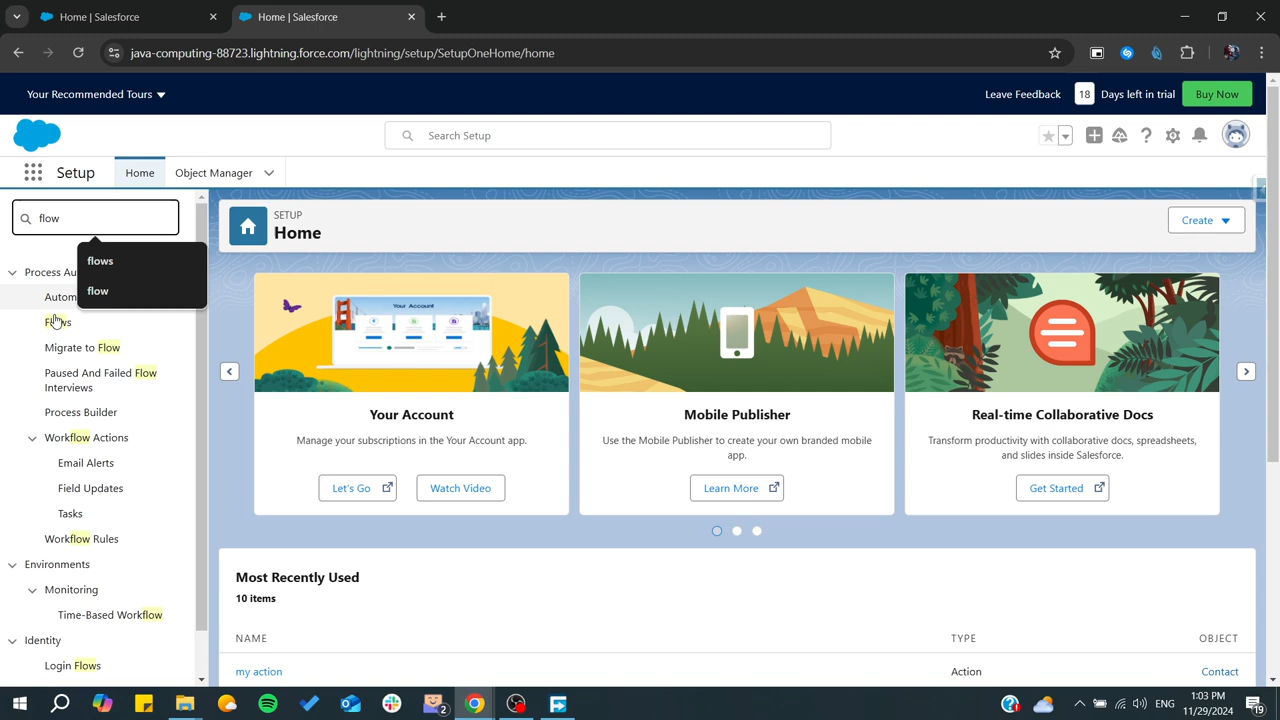 Home | Salesforce
Home | Salesforce
java-computing-88723.lightning.force.com/lightning/setup/SetupOneHome/home
Your Recommended Tours
Leave Feedback
18
Days left in trial
Buy Now
Search Setup
Setup
Home
Object Manager
flow
flows
flow
Process Au
Autom
Flows
Migrate to Flow
Paused And Failed Flow
Interviews
Process Builder
Workflow Actions
Email Alerts
Field Updates
Tasks
Workflow Rules
Environments
Monitoring
Time-Based Workflow
Identity
Login Flows
SETUP
Home
Create
Your Account
Your Account
Manage your subscriptions in the Your Account app.
Let's Go
Watch Video
Mobile Publisher
Use the Mobile Publisher to create your own branded mobile
app.
Learn More
Real-time Collaborative Docs
Transform productivity with collaborative docs, spreadsheets,
and slides inside Salesforce.
Get Started
Most Recently Used
10 items
NAME
TYPE
OBJECT
my action
Action
Contact
2
ENG
1:03 PM
11/29/2024
19